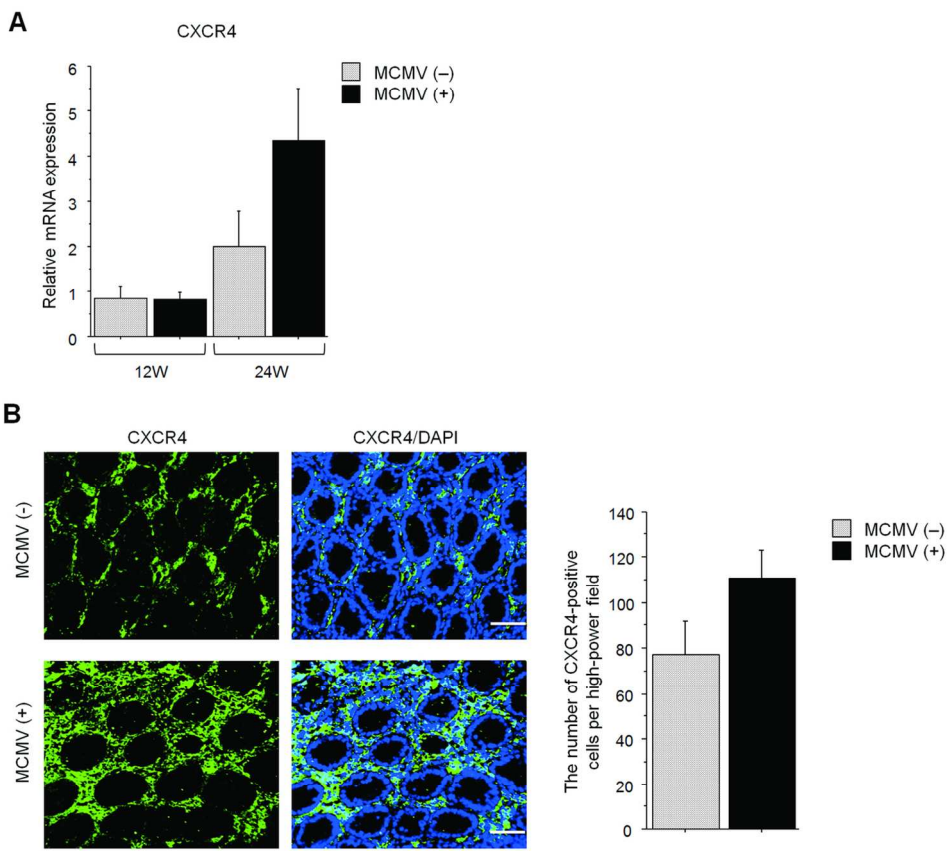 A
CXCR4
MCMV (–)
MCMV (+)
Relative mRNA expression
6
5
4
3
2
1
0
12W
24W
B
CXCR4
CXCR4/DAPI
MCMV (-)
MCMV (+)
The number of CXCR4-positive
cells per high-power field
140
120
100
80
60
40
20
0
MCMV (–)
MCMV (+)